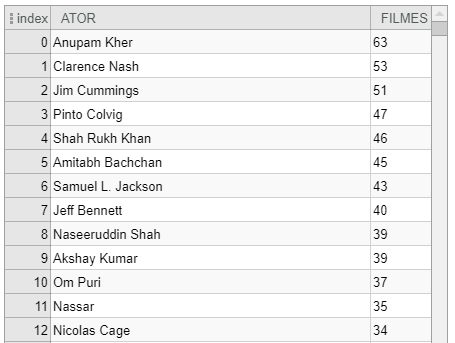 index ATOR FILMES
0 Anupam Kher 63
1 Clarence Nash 53
2 Jim Cummings 51
3 Pinto Colvig 47
4 Shah Rukh Khan 46
5 Amitabh Bachchan 45
6 Samuel L. Jackson 43
7 Jeff Bennett 40
8 Naseeruddin Shah 39
9 Akshay Kumar 39
10 Om Puri 37
11 Nassar 35
12 Nicolas Cage 34